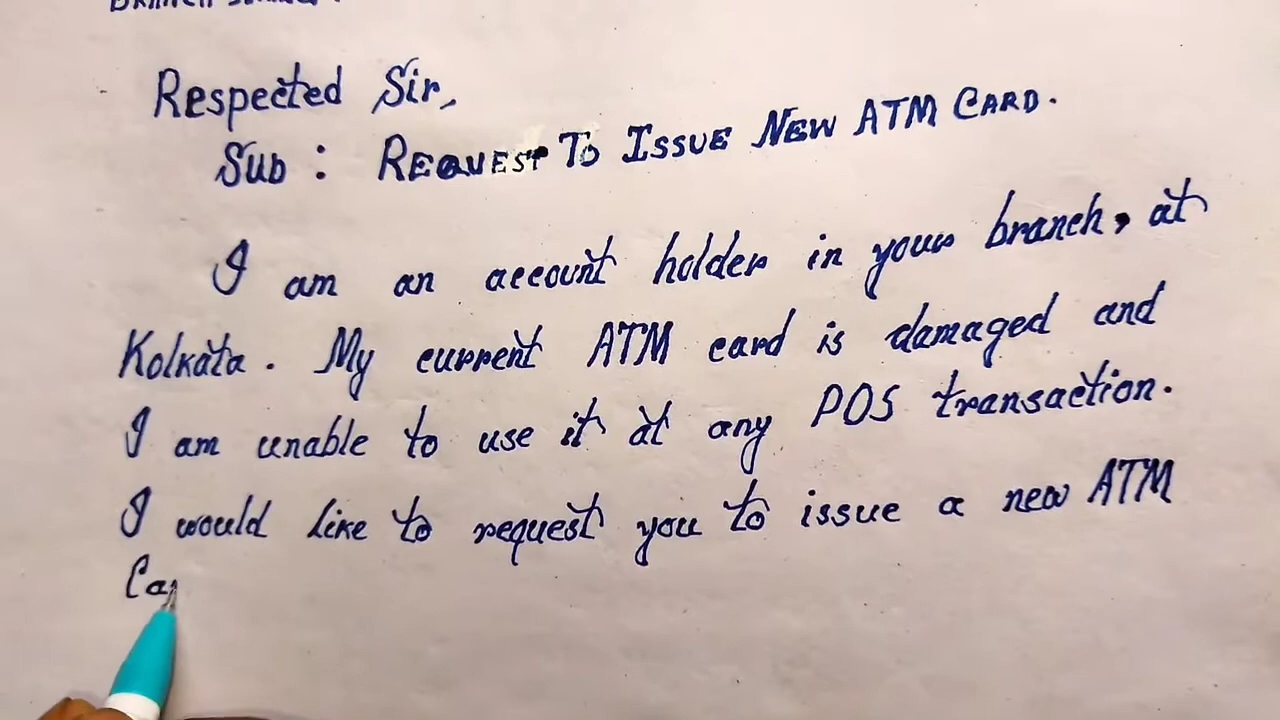 Respected Sir,
Sub : REQUEST TO ISSUE NEW ATM CARD.
I am an account holder in your branch, at
Kolkata. My current ATM card is damaged and
I am unable to use it at any POS transaction.
I would like to request you to issue a new ATM
Ca